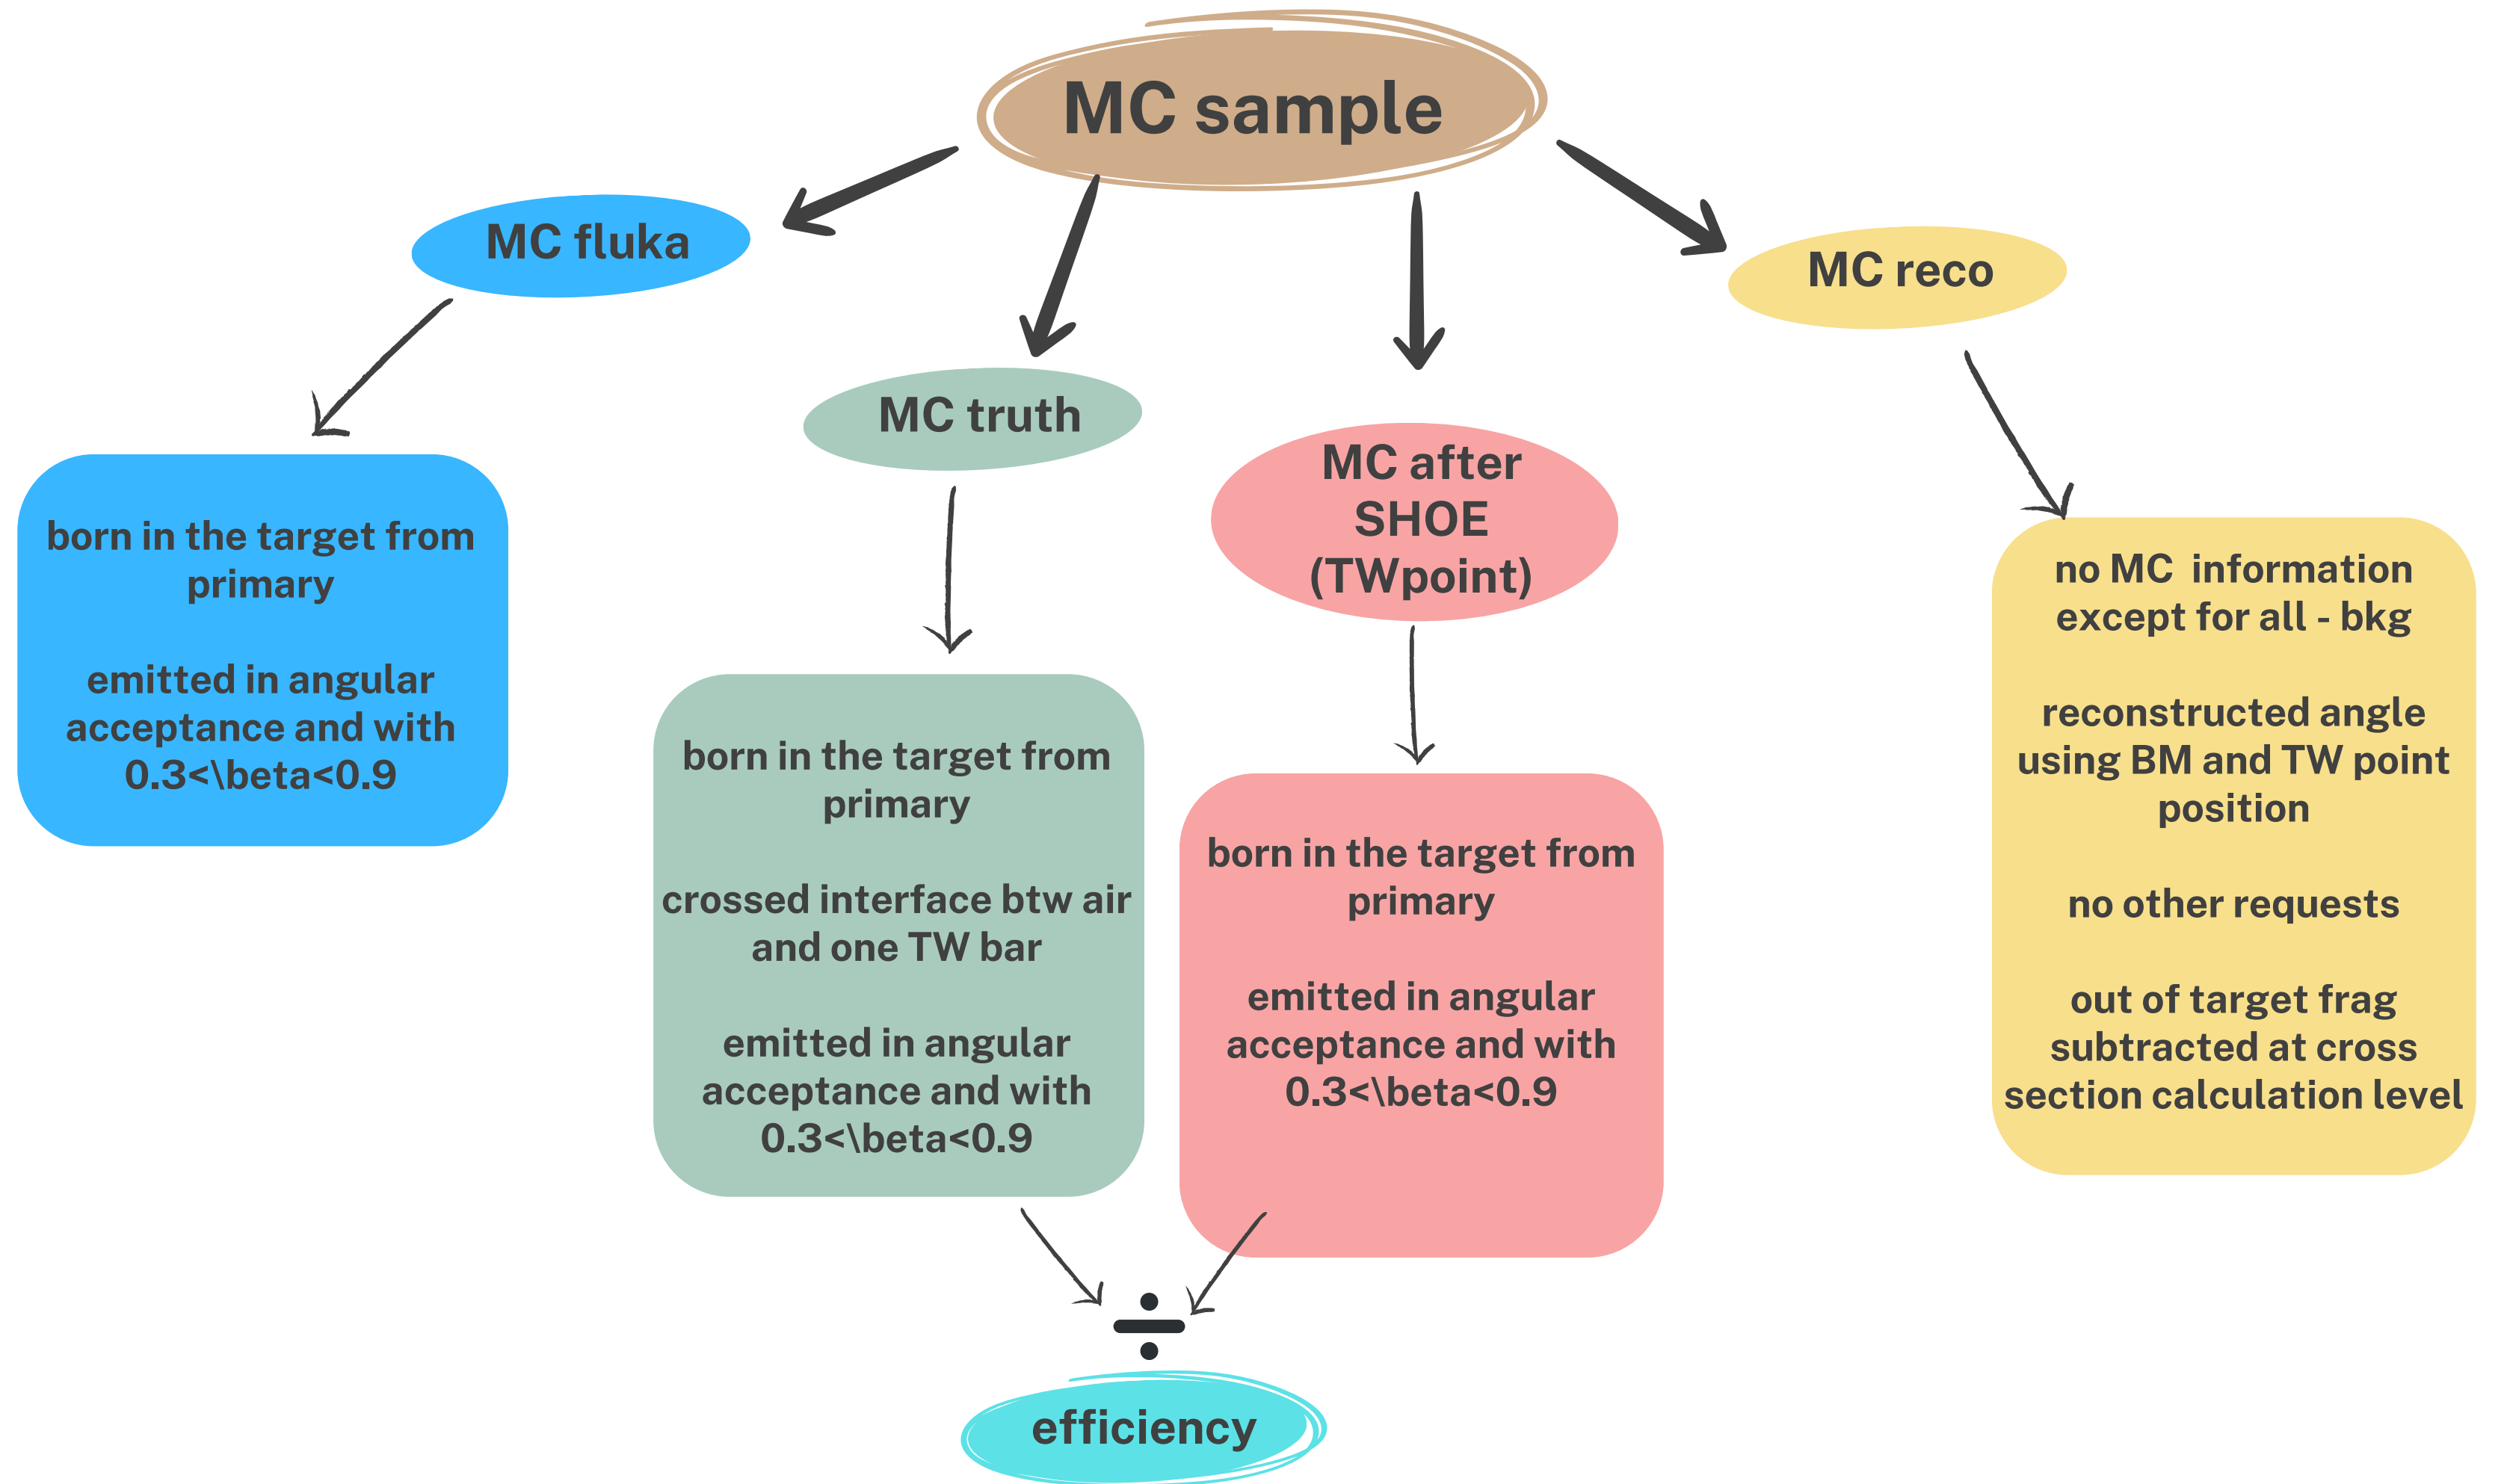 MC sample
MC fluka
born in the target from
primary
emitted in angular
acceptance and with
0.3<\beta<0.9
MC truth
born in the target from
primary
crossed interface btw air
and one TW bar
emitted in angular
acceptance and with
0.3<\beta<0.9
MC after
SHOE
(TWpoint)
born in the target from
primary
emitted in angular
acceptance and with
0.3<\beta<0.9
MC reco
no MC information
except for all - bkg
reconstructed angle
using BM and TW point
position
no other requests
out of target frag
subtracted at cross
section calculation level
÷
efficiency